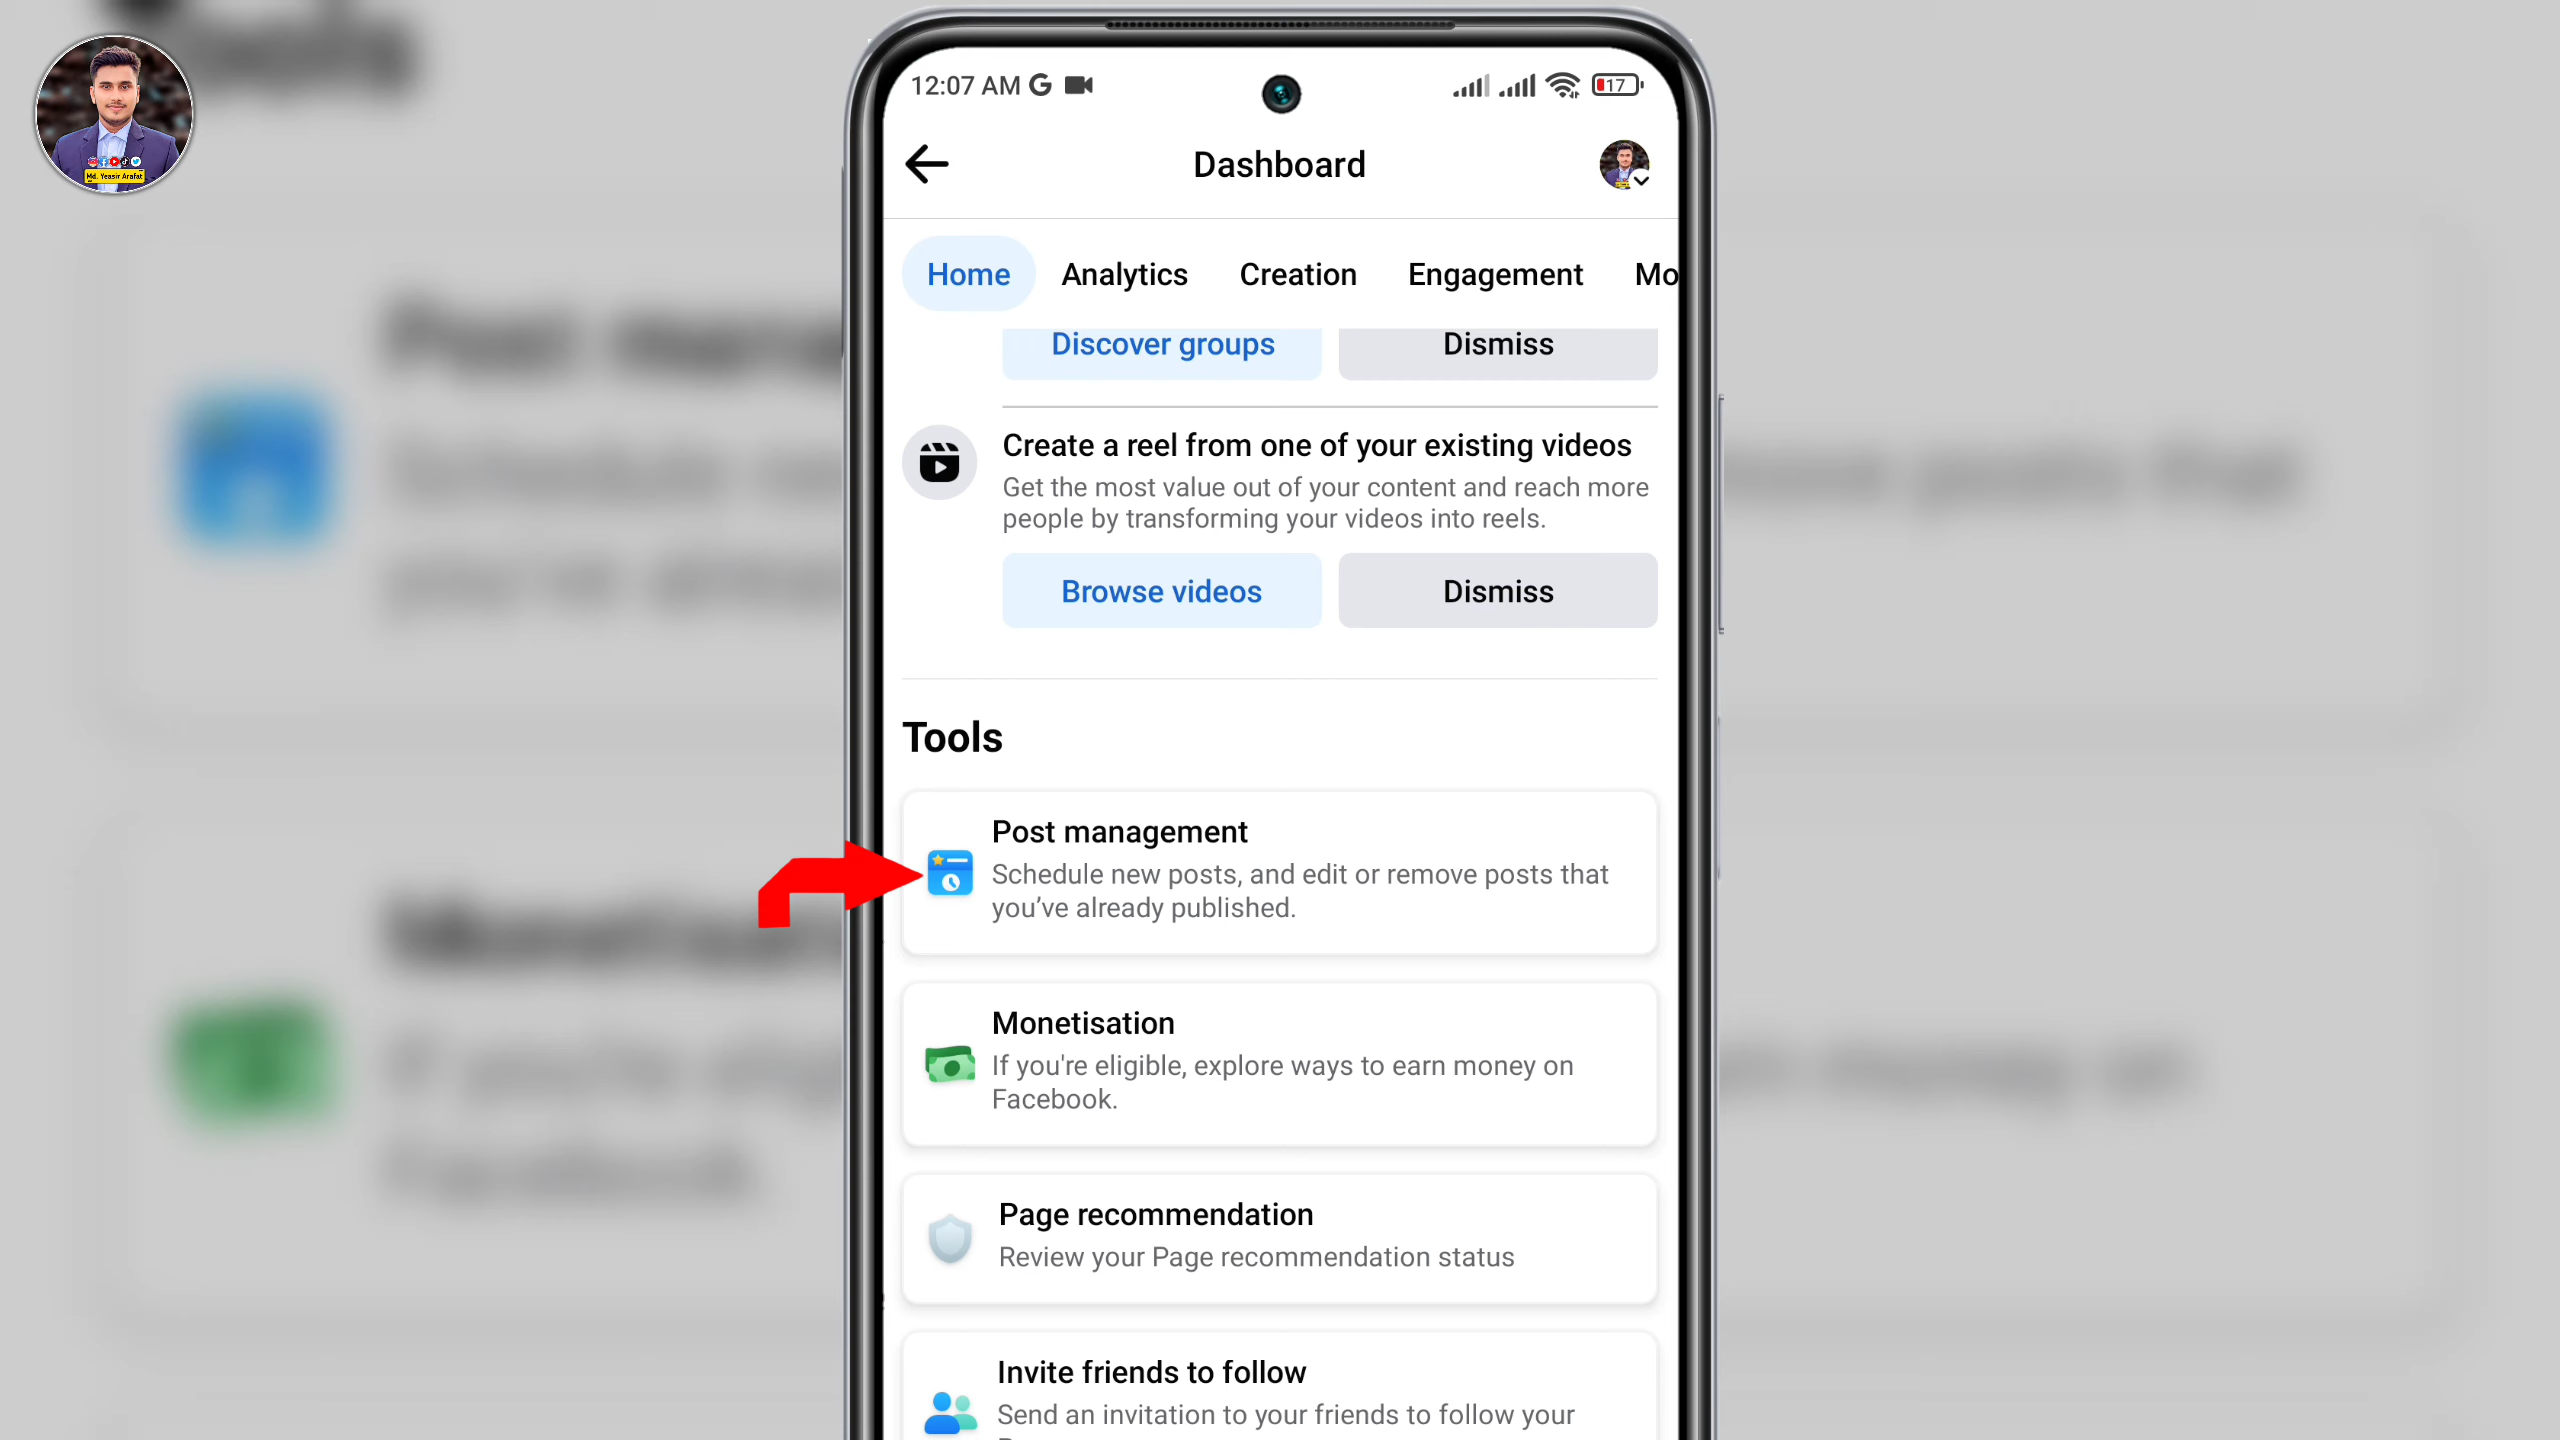 12:07 AM G 17
Dashboard
Md. Yeasir Arafat
Home Analytics Creation Engagement Mo
Discover groups Dismiss
Create a reel from one of your existing videos
Get the most value out of your content and reach more
people by transforming your videos into reels.
Browse videos Dismiss
Tools
Post management
Schedule new posts, and edit or remove posts that
you've already published.
Monetisation
If you're eligible, explore ways to earn money on
Facebook.
Page recommendation
Review your Page recommendation status
Invite friends to follow
Send an invitation to your friends to follow your